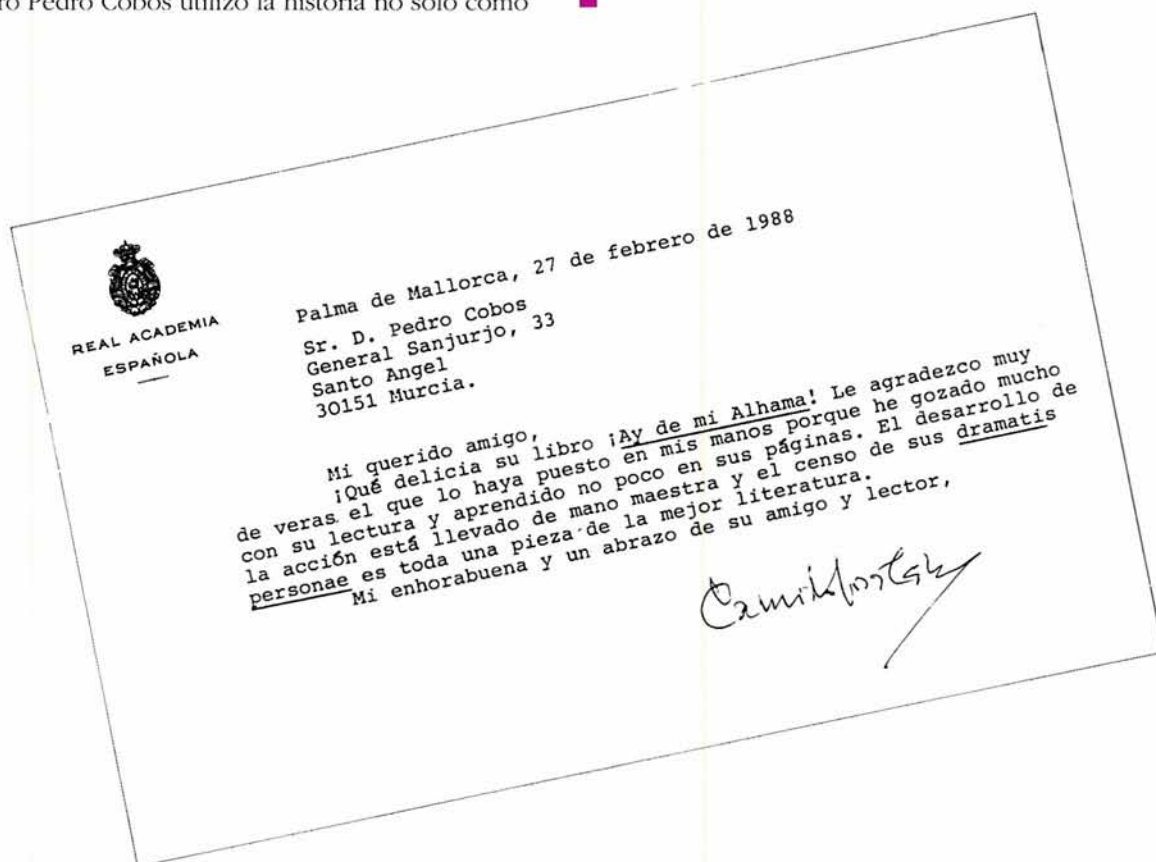 ro Pedro Cobos utilizó la historia no sólo como
REAL ACADEMIA
ESPAÑOLA
Palma de Mallorca, 27 de febrero de 1988
Sr. D. Pedro Cobos
General Sanjurjo, 33
Santo Angel
30151 Murcia.
Mi querido amigo,
¡Qué delicia su libro ¡Ay de mi Alhama! Le agradezco muy
de veras el que lo haya puesto en mis manos porque he gozado mucho
con su lectura y aprendido no poco en sus páginas. El desarrollo de
la acción está llevado de mano maestra y el censo de sus dramatis
personae es toda una pieza de la mejor literatura.
Mi enhorabuena y un abrazo de su amigo y lector,